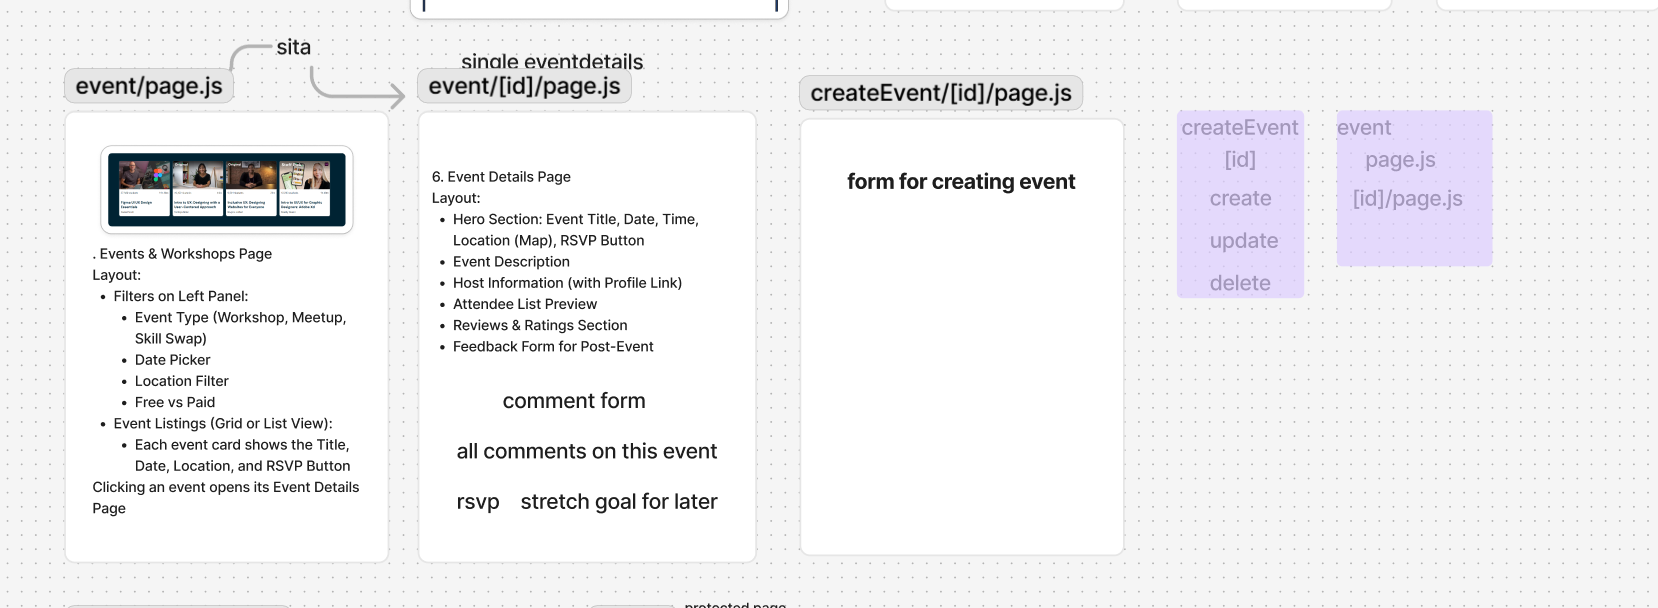 sita
event/page.js
single eventdetails
event/[id]/page.js
createEvent/[id]/page.js
. Events & Workshops Page
Layout:
• Filters on Left Panel:
• Event Type (Workshop, Meetup,
Skill Swap)
• Date Picker
• Location Filter
• Free vs Paid
• Event Listings (Grid or List View):
• Each event card shows the Title,
Date, Location, and RSVP Button
Clicking an event opens its Event Details
Page
6. Event Details Page
Layout:
• Hero Section: Event Title, Date, Time,
Location (Map), RSVP Button
• Event Description
• Host Information (with Profile Link)
• Attendee List Preview
• Reviews & Ratings Section
• Feedback Form for Post-Event
comment form
all comments on this event
rsvp stretch goal for later
form for creating event
createEvent
[id]
create
update
delete
event
page.js
[id]/page.js
protected page